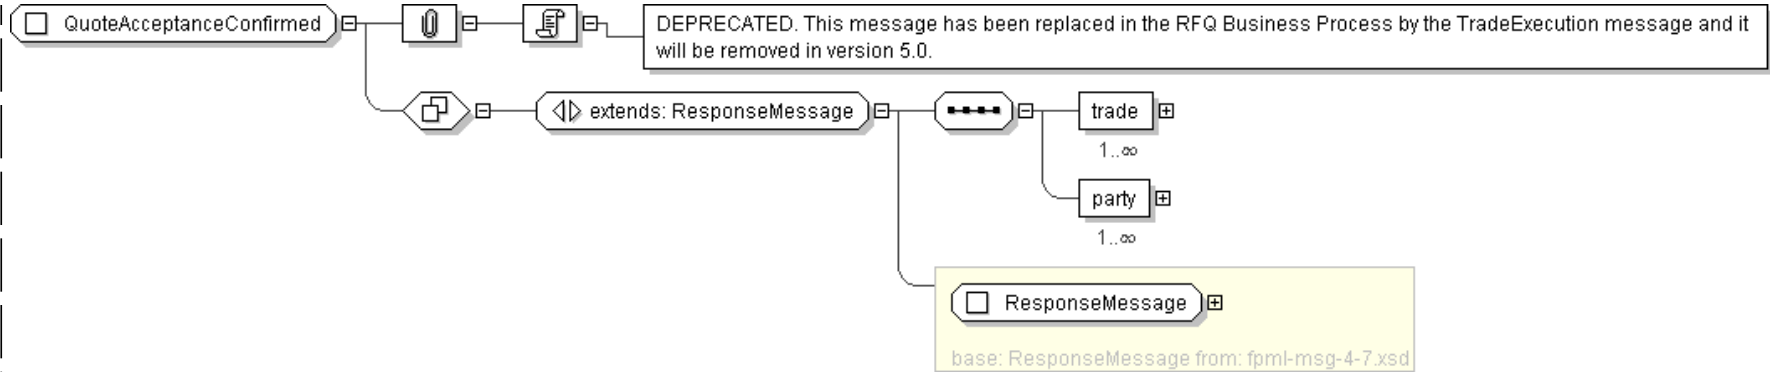 QuoteAcceptanceConfirmed
DEPRECATED. This message has been replaced in the RFQ Business Process by the TradeExecution message and it
will be removed in version 5.0.
extends: ResponseMessage
trade
1..∞
party
1..∞
ResponseMessage
base: ResponseMessage from: fpml-msg-4-7.xsd